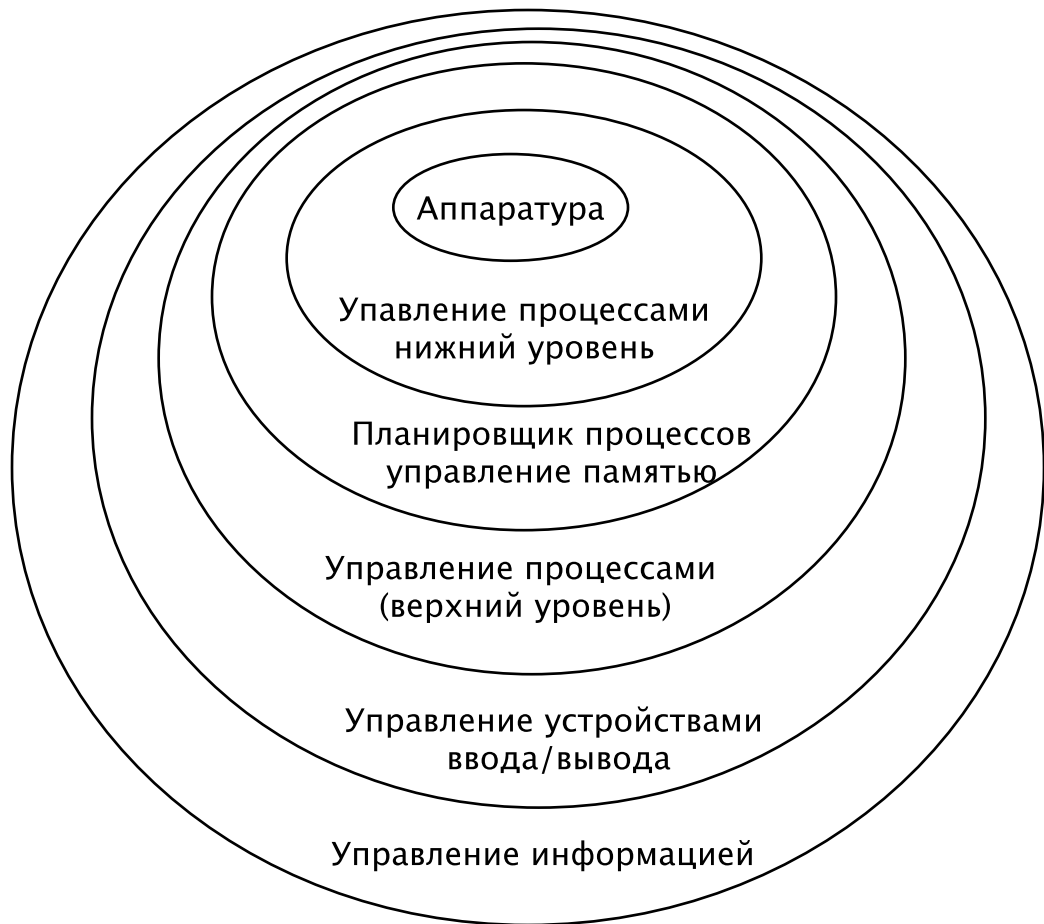 Аппаратура
Упавление процессами
нижний уровень
Планировщик процессов
управление памятью
Управление процессами
(верхний уровень)
Управление устройствами
ввода/вывода
Управление информацией